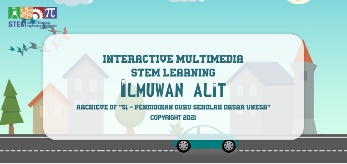 STEM
INTERACTIVE MULTIMEDIA
STEM LEARNING
ILMUWAN ALIT
ARCHIEVE OF "S1 - PENDIDIKAN GURU SEKOLAH DASAR UNESA"
COPYRIGHT 2021